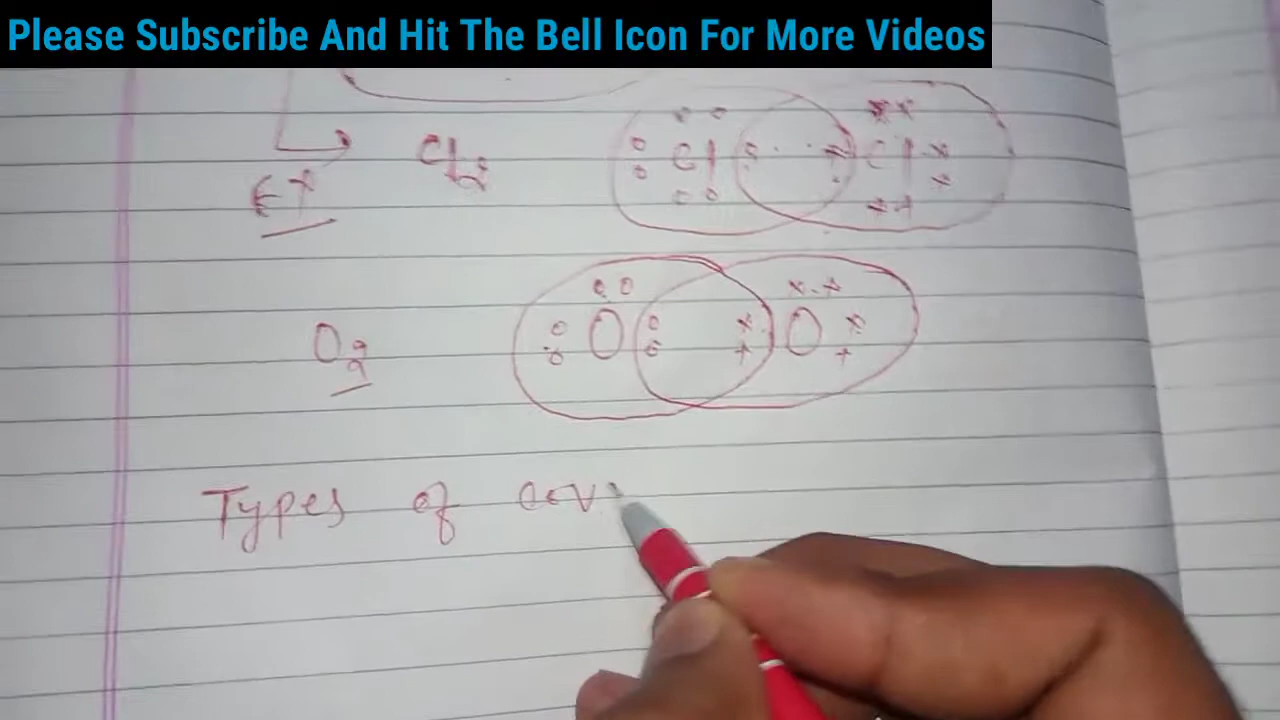 Please Subscribe And Hit The Bell Icon For More Videos
Cl2 Cl Cl
Ex
O2 O O
Types of cov